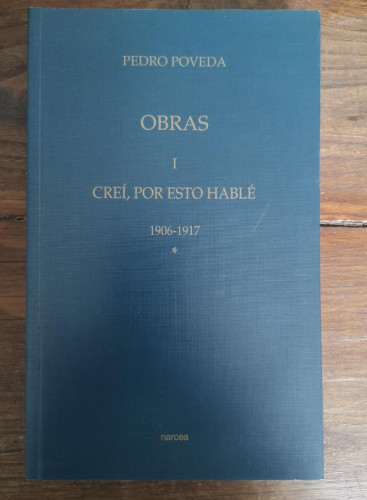 PEDRO POVEDA
OBRAS
I
CREÍ, POR ESTO HABLÉ
1906-1917
*
narcea